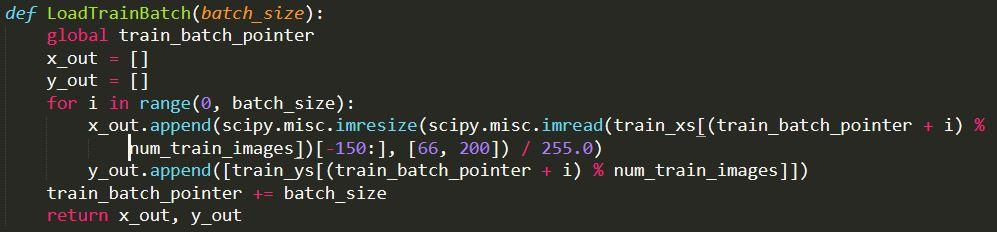 def LoadTrainBatch(batch_size):
    global train_batch_pointer
    x_out = []
    y_out = []
    for i in range(0, batch_size):
        x_out.append(scipy.misc.imresize(scipy.misc.imread(train_xs[(train_batch_pointer + i) %
            num_train_images])[-150:], [66, 200]) / 255.0)
        y_out.append([train_ys[(train_batch_pointer + i) % num_train_images]])
    train_batch_pointer += batch_size
    return x_out, y_out